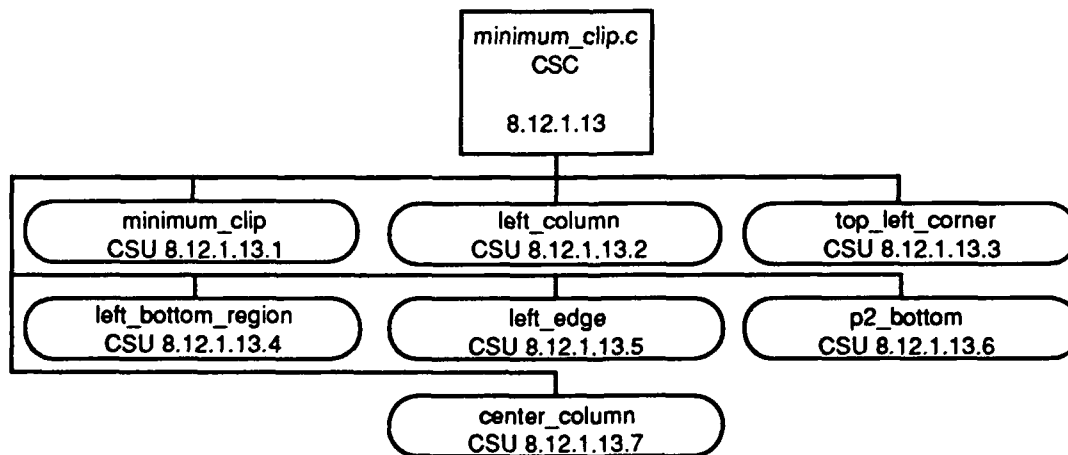 minimum_clip.c
CSC
8.12.1.13
minimum_clip
CSU 8.12.1.13.1
left_column
CSU 8.12.1.13.2
top_left_corner
CSU 8.12.1.13.3
left_bottom_region
CSU 8.12.1.13.4
left_edge
CSU 8.12.1.13.5
p2_bottom
CSU 8.12.1.13.6
center_column
CSU 8.12.1.13.7